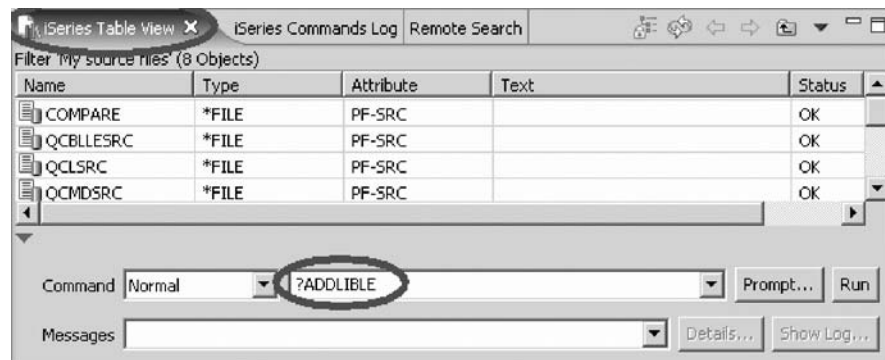 iSeries Table View iSeries Commands Log Remote Search
Filter 'My source files' (8 Objects)
Name Type Attribute Text Status
COMPARE *FILE PF-SRC OK
QCBLLESRC *FILE PF-SRC OK
QCLSRC *FILE PF-SRC OK
QCMDSRC *FILE PF-SRC OK
Command Normal ?ADDLIBLE Prompt... Run
Messages Details... Show Log...